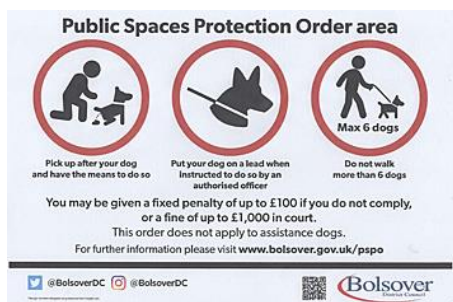 Public Spaces Protection Order area
Max 6 dogs
Pick up after your dog
and have the means to do so
Put your dog on a lead when
instructed to do so by an
authorised officer
Do not walk
more than 6 dogs
You may be given a fixed penalty of up to £100 if you do not comply,
or a fine of up to £1,000 in court.
This order does not apply to assistance dogs.
For further information please visit www.bolsover.gov.uk/pspo
@BolsoverDC @BolsoverDC
Bolsover
District Council